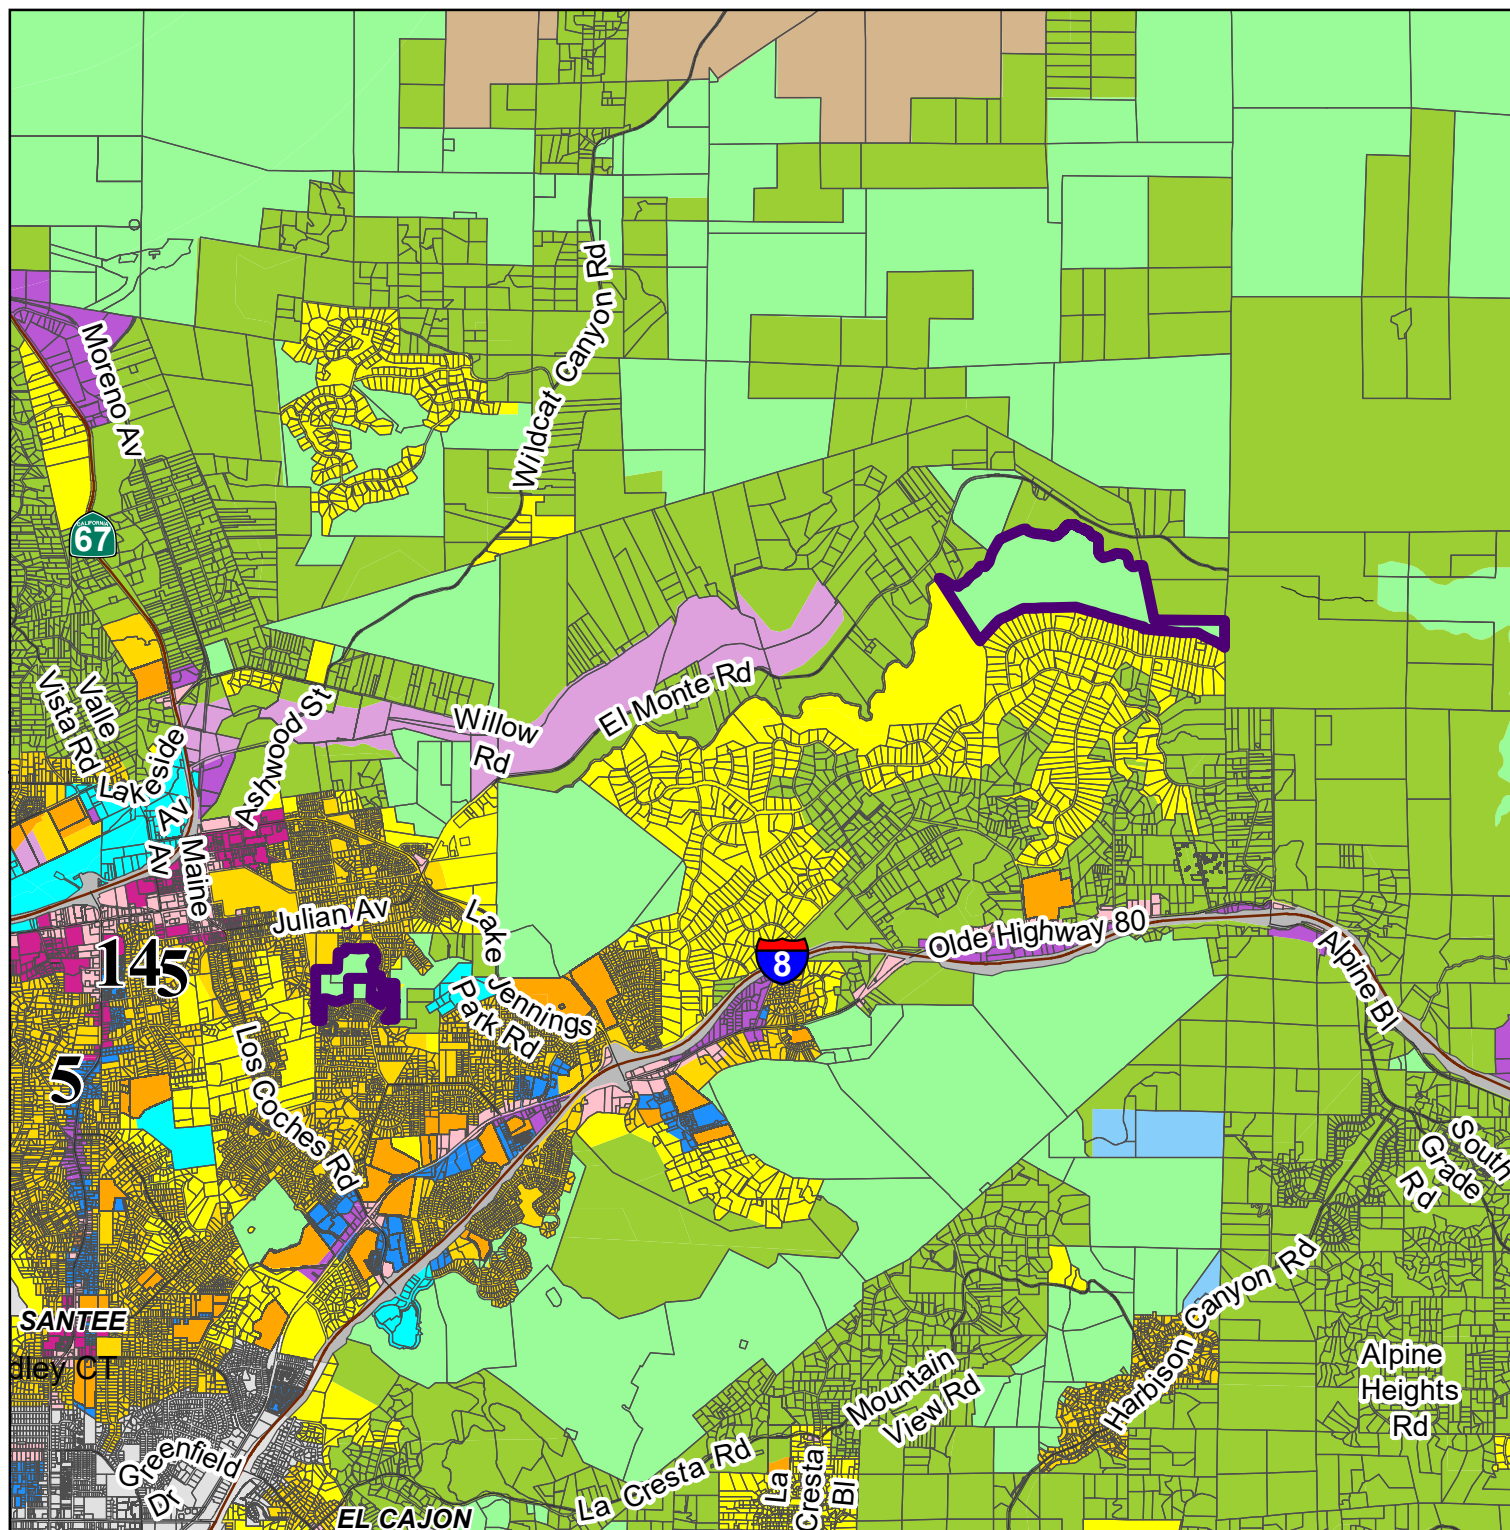 Wildcat Canyon Rd
Moreno Av
CALIFORNIA
67
Valle
Vista Rd
Lakeside
Av
Ashwood St
Willow
Rd
El Monte Rd
Maine
Av
Julian Av
Lake
Jennings
Park Rd
8
Olde Highway 80
Alpine Bl
145
5
Los Coches Rd
South
Grade
Rd
SANTEE
dley CT
Harbison Canyon Rd
Alpine
Heights
Rd
Mountain
View Rd
Greenfield
Dr
La Cresta Rd
La
Cresta
Bl
EL CAJON